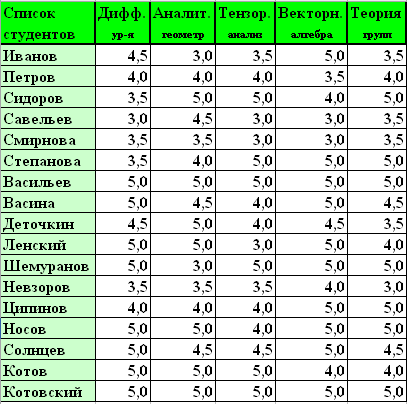 Список Дифф. Аналит. Тензор. Векторн. Теория
студентов ур-я геометр анализ алгебра групп
Иванов 4,5 3,0 3,5 5,0 3,5
Петров 4,0 4,0 4,0 3,5 4,0
Сидоров 3,5 5,0 5,0 4,0 5,0
Савельев 3,0 4,5 3,0 3,0 3,5
Смирнова 3,5 3,5 3,0 3,0 3,5
Степанова 3,5 4,0 5,0 5,0 5,0
Васильев 5,0 5,0 5,0 5,0 5,0
Васина 5,0 4,5 4,0 5,0 4,5
Деточкин 4,5 5,0 4,0 4,5 3,5
Ленский 5,0 5,0 3,0 5,0 4,0
Шемуранов 5,0 3,0 5,0 5,0 5,0
Невзоров 3,5 3,5 3,5 4,0 3,0
Ципинов 4,0 4,0 4,0 5,0 5,0
Носов 5,0 5,0 4,0 5,0 5,0
Солнцев 5,0 4,5 4,5 5,0 4,5
Котов 5,0 5,0 5,0 4,0 4,0
Котовский 5,0 5,0 5,0 5,0 5,0